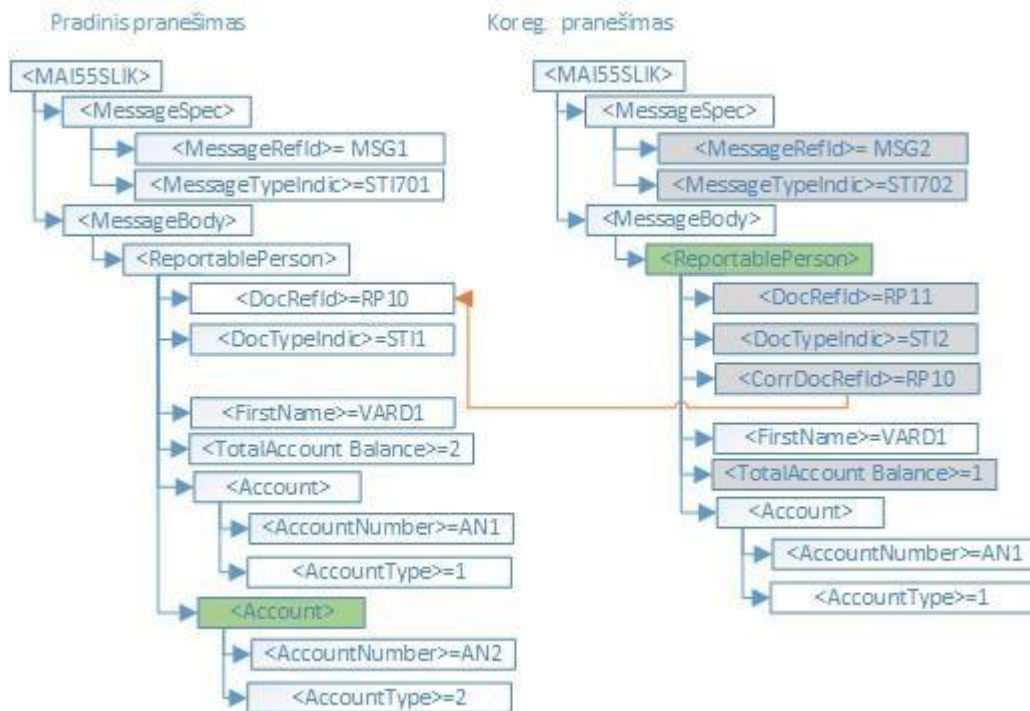 Pradinis pranešimas
<MAI55SLIK>
<MessageSpec>
<MessageRefId>= MSG1
<MessageTypeIndic>=STI701
<MessageBody>
<ReportablePerson>
<DocRefId>=RP10
<DocTypeIndic>=STI1
<FirstName>=VARD1
<TotalAccount Balance>=2
<Account>
<AccountNumber>=AN1
<AccountType>=1
<Account>
<AccountNumber>=AN2
<AccountType>=2
Koreg. pranešimas
<MAI55SLIK>
<MessageSpec>
<MessageRefId>= MSG2
<MessageTypeIndic>=STI702
<MessageBody>
<ReportablePerson>
<DocRefId>=RP11
<DocTypeIndic>=STI2
<CorrDocRefId>=RP10
<FirstName>=VARD1
<TotalAccount Balance>=1
<Account>
<AccountNumber>=AN1
<AccountType>=1